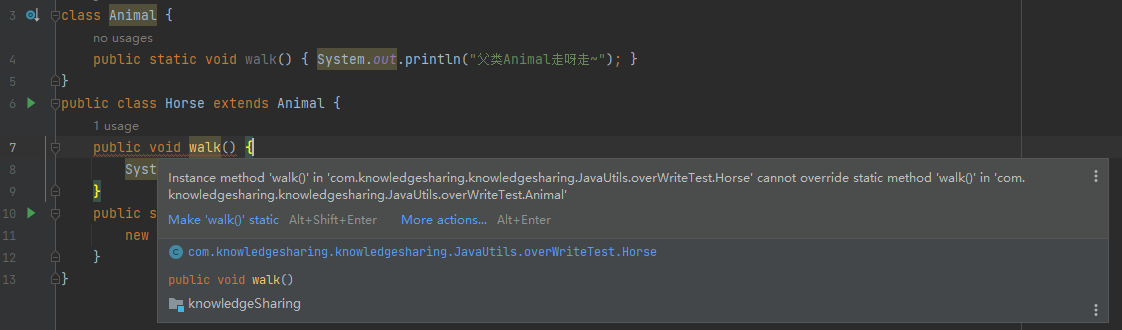 3 class Animal {
no usages
4 public static void walk() { System.out.println("父类Animal走呀走~"); }
5 }
6 public class Horse extends Animal {
1 usage
7 public void walk() {
8 Syst
9 }
10 public s
11 new
12 }
13 }
Instance method 'walk()' in 'com.knowledgesharing.knowledgesharing.JavaUtils.overWriteTest.Horse' cannot override static method 'walk()' in 'com.
knowledgesharing.knowledgesharing.JavaUtils.overWriteTest.Animal'
Make 'walk()' static Alt+Shift+Enter More actions... Alt+Enter
C com.knowledgesharing.knowledgesharing.JavaUtils.overWriteTest.Horse
public void walk()
knowledgeSharing